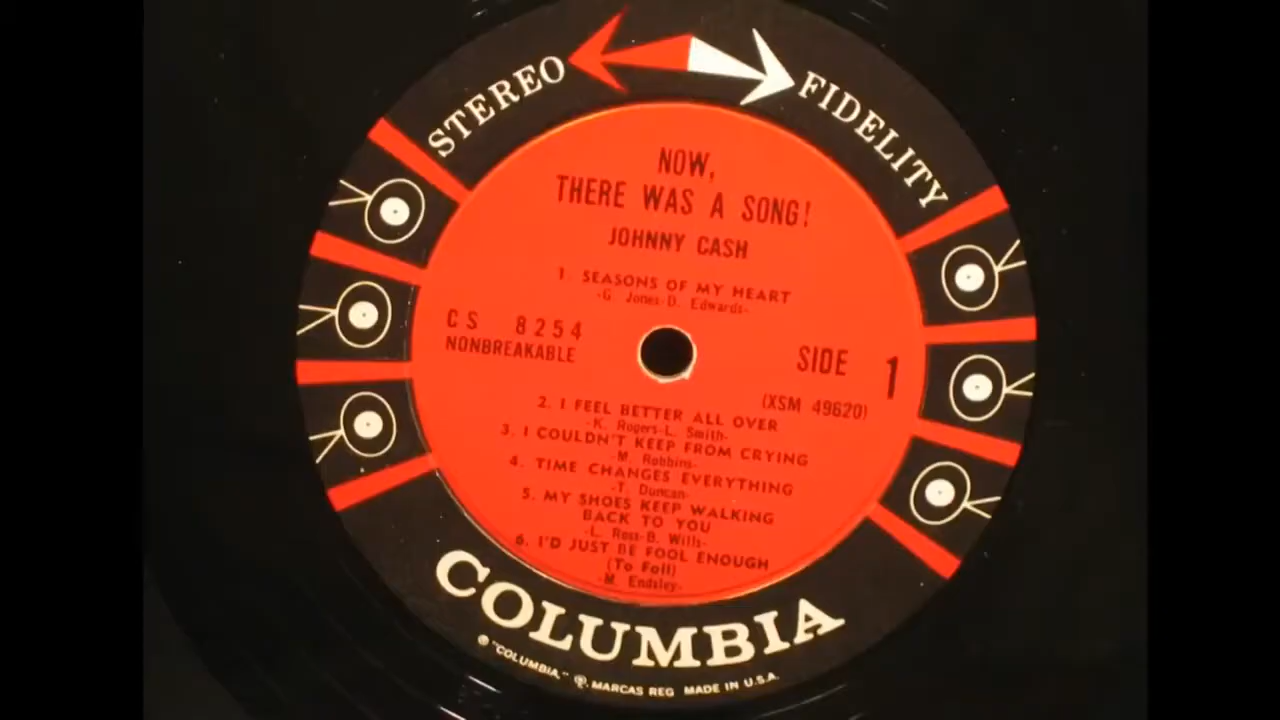 STEREO FIDELITY
NOW,
THERE WAS A SONG!
JOHNNY CASH
1. SEASONS OF MY HEART
-G. Jones-D. Edwards-
CS 8254
NONBREAKABLE
SIDE 1
(XSM 49620)
2. I FEEL BETTER ALL OVER
-K. Rogers-L. Smith-
3. I COULDN'T KEEP FROM CRYING
-M. Robbins-
4. TIME CHANGES EVERYTHING
-T. Duncan-
5. MY SHOES KEEP WALKING
BACK TO YOU
-L. Ross-B. Wills-
6. I'D JUST BE FOOL ENOUGH
(To Fall)
-M. Endsley-
COLUMBIA
® "COLUMBIA," ℗, MARCAS REG MADE IN U.S.A.